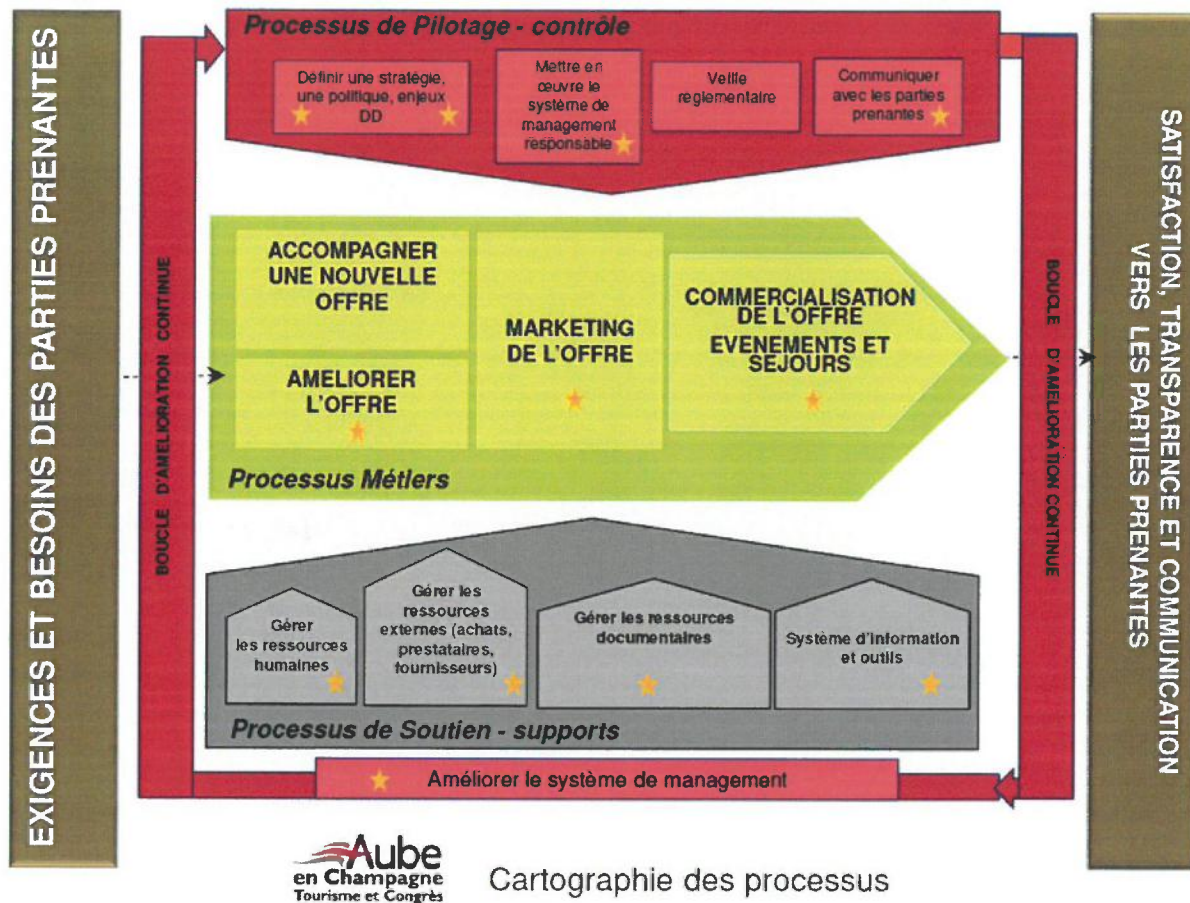 EXIGENCES ET BESOINS DES PARTIES PRENANTES
BOUCLE D'AMELIORATION CONTINUE
Processus de Pilotage - contrôle
Définir une stratégie,
une politique, enjeux
DD
Mettre en
œuvre le
système de
management
responsable
Veille
réglementaire
Communiquer
avec les parties
prenantes
ACCOMPAGNER
UNE NOUVELLE
OFFRE
AMELIORER
L'OFFRE
MARKETING
DE L'OFFRE
COMMERCIALISATION
DE L'OFFRE
EVENEMENTS ET
SEJOURS
Processus Métiers
Gérer
les ressources
humaines
Gérer les
ressources
externes (achats,
prestataires,
fournisseurs)
Gérer les ressources
documentaires
Système d'information
et outils
Processus de Soutien - supports
Améliorer le système de management
BOUCLE D'AMELIORATION CONTINUE
SATISFACTION, TRANSPARENCE ET COMMUNICATION
VERS LES PARTIES PRENANTES
Aube
en Champagne
Tourisme et Congrès
Cartographie des processus